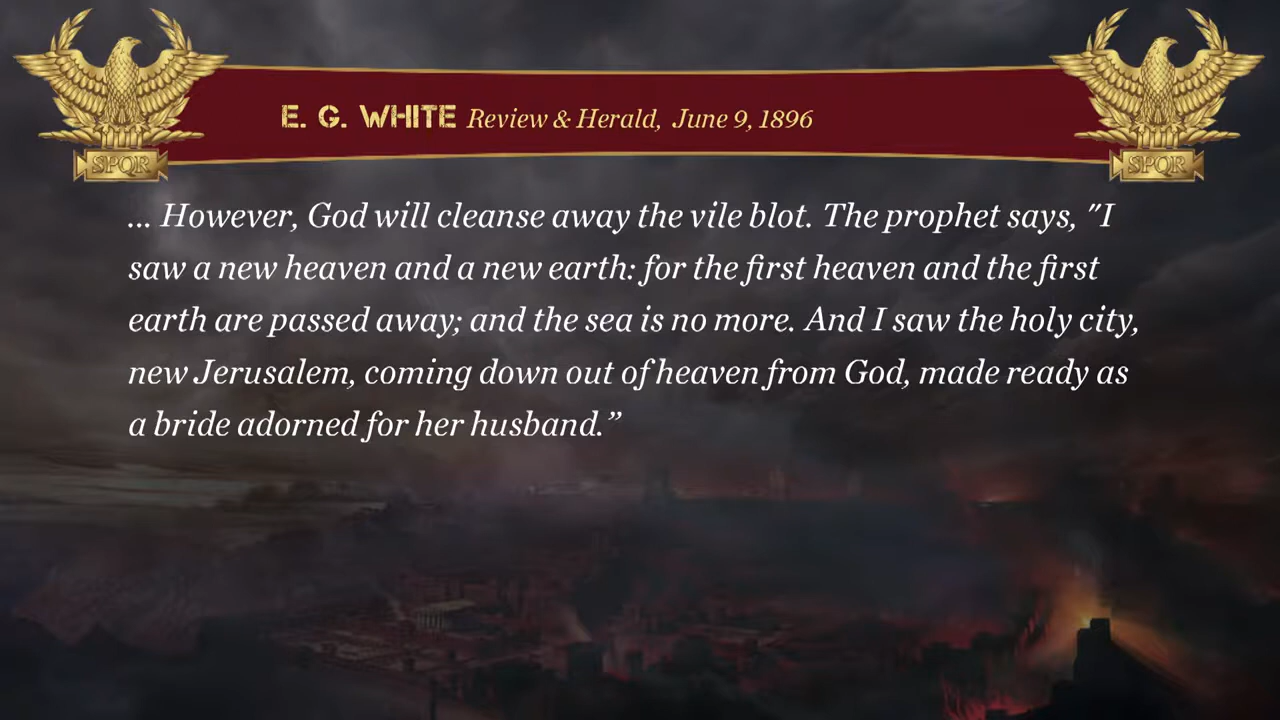 E. G. WHITE Review & Herald, June 9, 1896
SPQR
SPQR
... However, God will cleanse away the vile blot. The prophet says, "I
saw a new heaven and a new earth: for the first heaven and the first
earth are passed away; and the sea is no more. And I saw the holy city,
new Jerusalem, coming down out of heaven from God, made ready as
a bride adorned for her husband.”